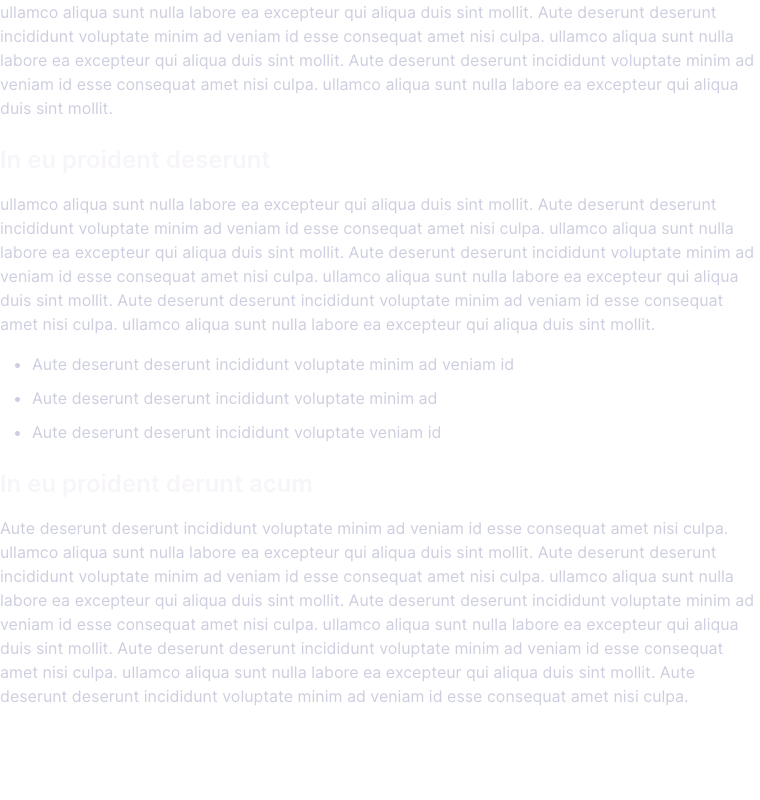 ullamco aliqua sunt nulla labore ea excepteur qui aliqua duis sint mollit. Aute deserunt deserunt
incididunt voluptate minim ad veniam id esse consequat amet nisi culpa. ullamco aliqua sunt nulla
labore ea excepteur qui aliqua duis sint mollit. Aute deserunt deserunt incididunt voluptate minim ad
veniam id esse consequat amet nisi culpa. ullamco aliqua sunt nulla labore ea excepteur qui aliqua
duis sint mollit.
In eu proident deserunt
ullamco aliqua sunt nulla labore ea excepteur qui aliqua duis sint mollit. Aute deserunt deserunt
incididunt voluptate minim ad veniam id esse consequat amet nisi culpa. ullamco aliqua sunt nulla
labore ea excepteur qui aliqua duis sint mollit. Aute deserunt deserunt incididunt voluptate minim ad
veniam id esse consequat amet nisi culpa. ullamco aliqua sunt nulla labore ea excepteur qui aliqua
duis sint mollit. Aute deserunt deserunt incididunt voluptate minim ad veniam id esse consequat
amet nisi culpa. ullamco aliqua sunt nulla labore ea excepteur qui aliqua duis sint mollit.
• Aute deserunt deserunt incididunt voluptate minim ad veniam id
• Aute deserunt deserunt incididunt voluptate minim ad
• Aute deserunt deserunt incididunt voluptate veniam id
In eu proident derunt acum
Aute deserunt deserunt incididunt voluptate minim ad veniam id esse consequat amet nisi culpa.
ullamco aliqua sunt nulla labore ea excepteur qui aliqua duis sint mollit. Aute deserunt deserunt
incididunt voluptate minim ad veniam id esse consequat amet nisi culpa. ullamco aliqua sunt nulla
labore ea excepteur qui aliqua duis sint mollit. Aute deserunt deserunt incididunt voluptate minim ad
veniam id esse consequat amet nisi culpa. ullamco aliqua sunt nulla labore ea excepteur qui aliqua
duis sint mollit. Aute deserunt deserunt incididunt voluptate minim ad veniam id esse consequat
amet nisi culpa. ullamco aliqua sunt nulla labore ea excepteur qui aliqua duis sint mollit. Aute
deserunt deserunt incididunt voluptate minim ad veniam id esse consequat amet nisi culpa.